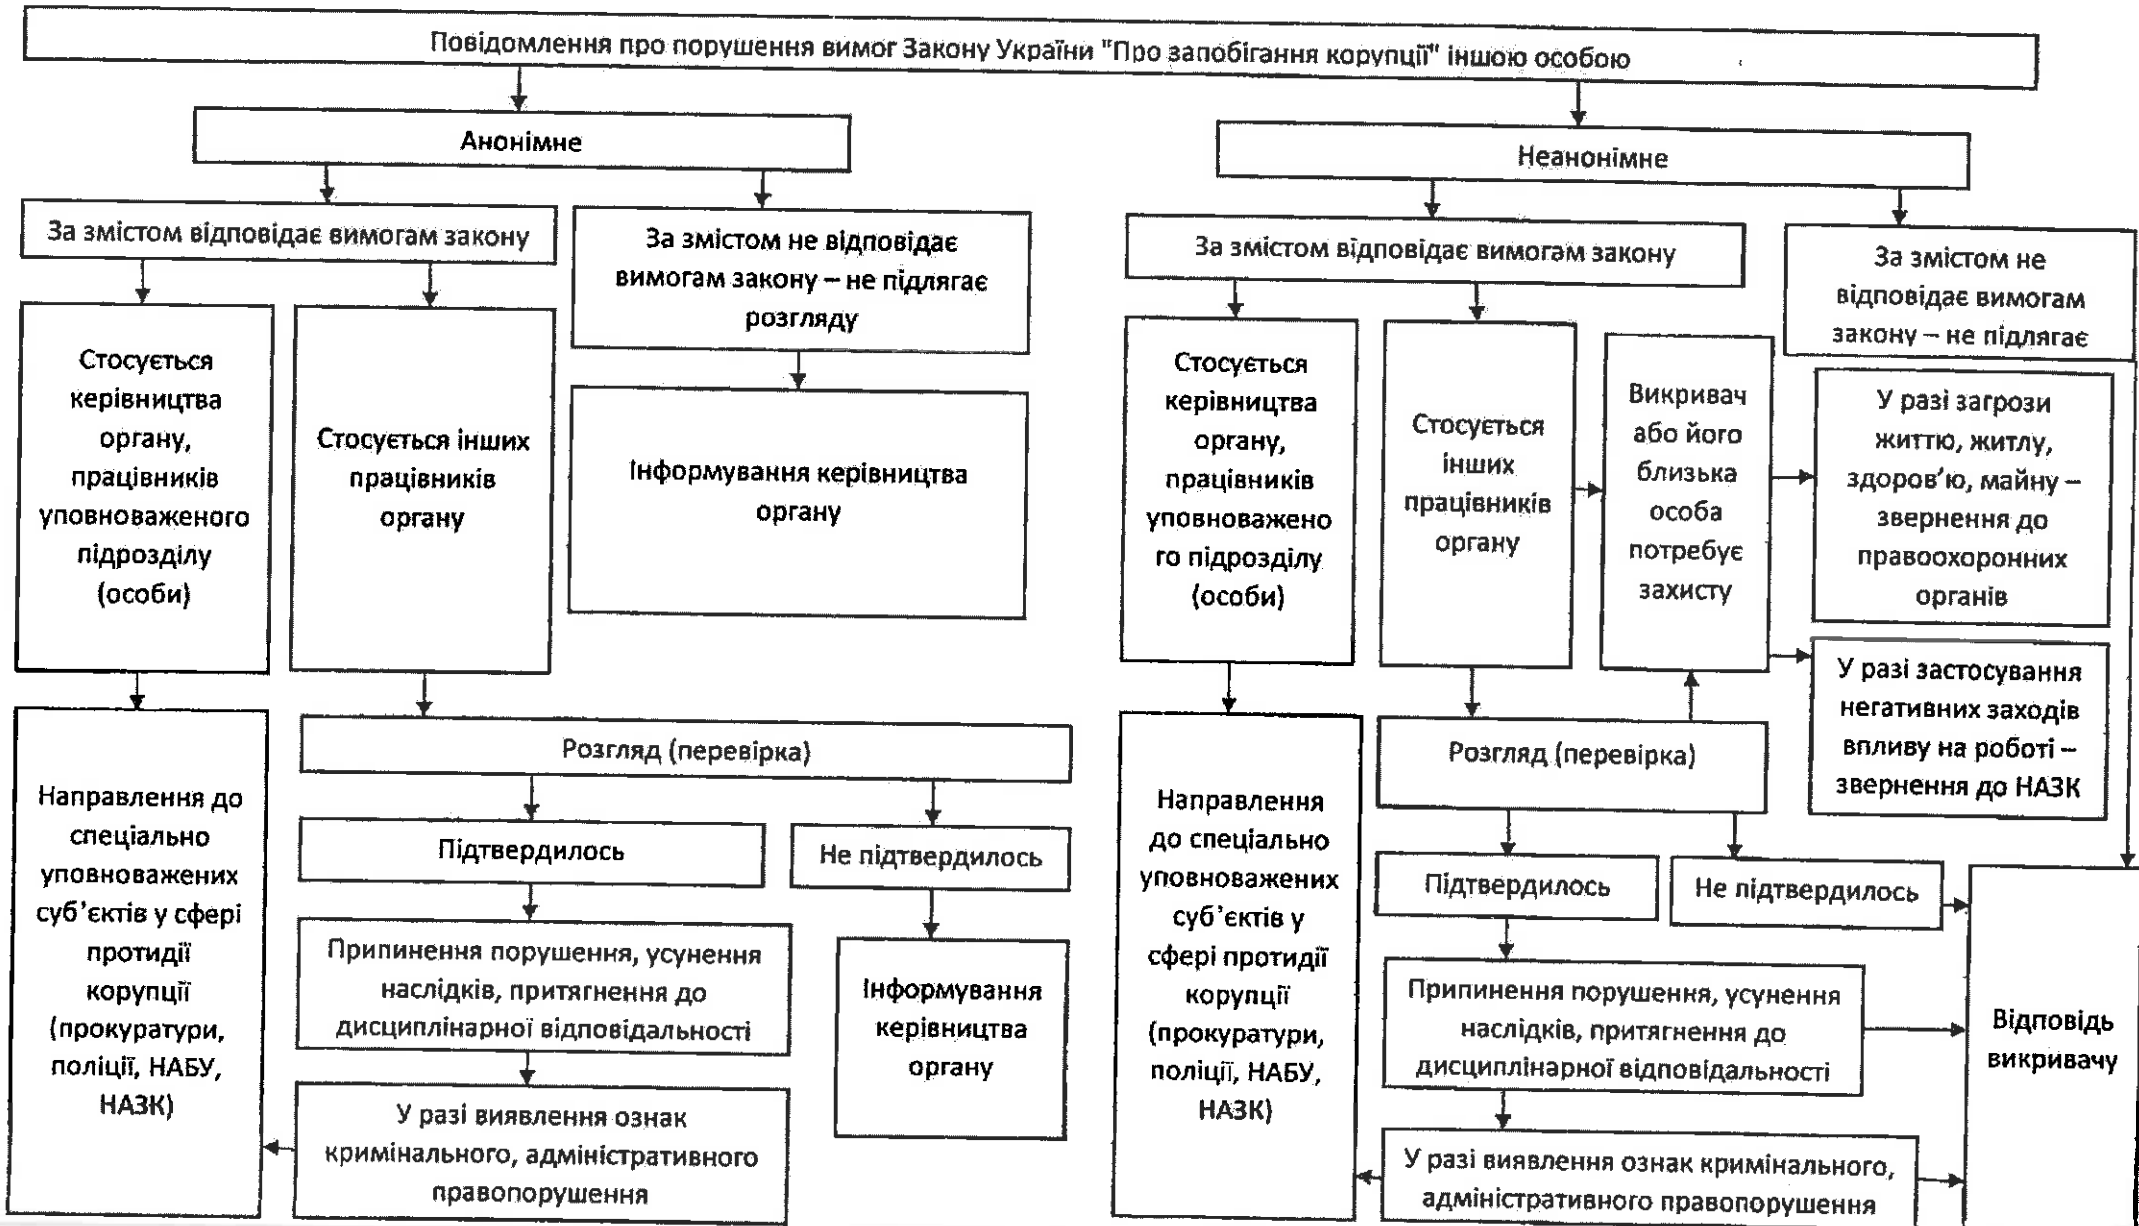 Повідомлення про порушення вимог Закону України "Про запобігання корупції" іншою особою
Анонімне
Неанонімне
За змістом відповідає вимогам закону
За змістом не відповідає
вимогам закону – не підлягає
розгляду
За змістом відповідає вимогам закону
За змістом не
відповідає вимогам
закону – не підлягає
Стосується
керівництва
органу,
працівників
уповноваженого
підрозділу
(особи)
Стосується інших
працівників
органу
Інформування керівництва
органу
Стосується
керівництва
органу,
працівників
уповноважено
го підрозділу
(особи)
Стосується
інших
працівників
органу
Викривач
або його
близька
особа
потребує
захисту
У разі загрози
життю, житлу,
здоров’ю, майну –
звернення до
правоохоронних
органів
У разі застосування
негативних заходів
впливу на роботі –
звернення до НАЗК
Направлення до
спеціально
уповноважених
суб’єктів у сфері
протидії
корупції
(прокуратури,
поліції, НАБУ,
НАЗК)
Розгляд (перевірка)
Підтвердилось
Не підтвердилось
Припинення порушення, усунення
наслідків, притягнення до
дисциплінарної відповідальності
Інформування
керівництва
органу
У разі виявлення ознак
кримінального, адміністративного
правопорушення
Направлення
до спеціально
уповноважених
суб’єктів у
сфері протидії
корупції
(прокуратури,
поліції, НАБУ,
НАЗК)
Розгляд (перевірка)
Підтвердилось
Не підтвердилось
Припинення порушення, усунення
наслідків, притягнення до
дисциплінарної відповідальності
У разі виявлення ознак кримінального,
адміністративного правопорушення
Відповідь
викривачу